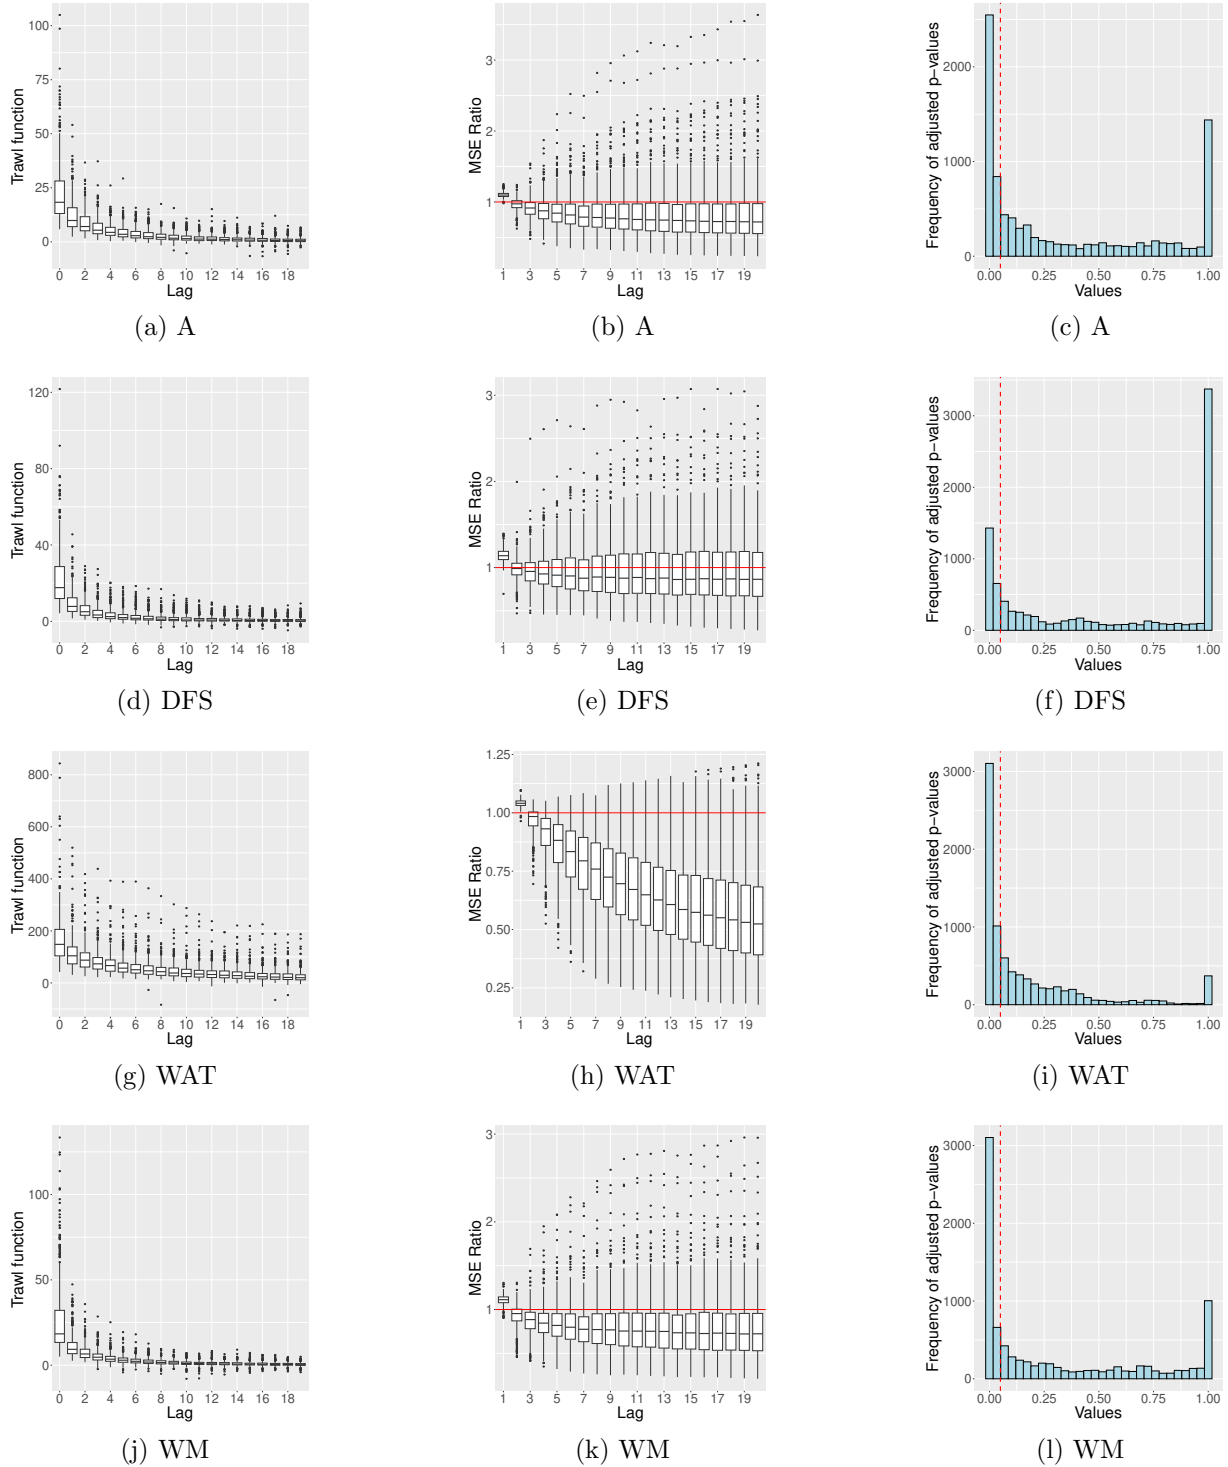 Trawl function
100
75
50
25
0
0 2 4 6 8 10 12 14 16 18
Lag
(a) A
MSE Ratio
3
2
1
1 3 5 7 9 11 13 15 17 19
Lag
(b) A
Frequency of adjusted p−values
2000
1000
0
0.00 0.25 0.50 0.75 1.00
Values
(c) A
Trawl function
120
80
40
0
0 2 4 6 8 10 12 14 16 18
Lag
(d) DFS
MSE Ratio
3
2
1
1 3 5 7 9 11 13 15 17 19
Lag
(e) DFS
Frequency of adjusted p−values
3000
2000
1000
0
0.00 0.25 0.50 0.75 1.00
Values
(f) DFS
Trawl function
800
600
400
200
0
0 2 4 6 8 10 12 14 16 18
Lag
(g) WAT
MSE Ratio
1.25
1.00
0.75
0.50
0.25
1 3 5 7 9 11 13 15 17 19
Lag
(h) WAT
Frequency of adjusted p−values
3000
2000
1000
0
0.00 0.25 0.50 0.75 1.00
Values
(i) WAT
Trawl function
100
50
0
0 2 4 6 8 10 12 14 16 18
Lag
(j) WM
MSE Ratio
3
2
1
1 3 5 7 9 11 13 15 17 19
Lag
(k) WM
Frequency of adjusted p−values
3000
2000
1000
0
0.00 0.25 0.50 0.75 1.00
Values
(l) WM